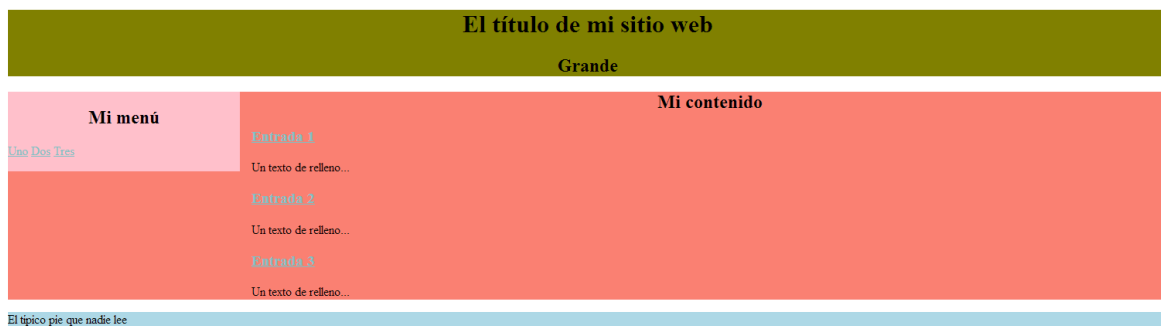 El título de mi sitio web
Grande
Mi menú
Uno Dos Tres
Mi contenido
Entrada 1
Un texto de relleno...
Entrada 2
Un texto de relleno...
Entrada 3
Un texto de relleno...
El tipico pie que nadie lee